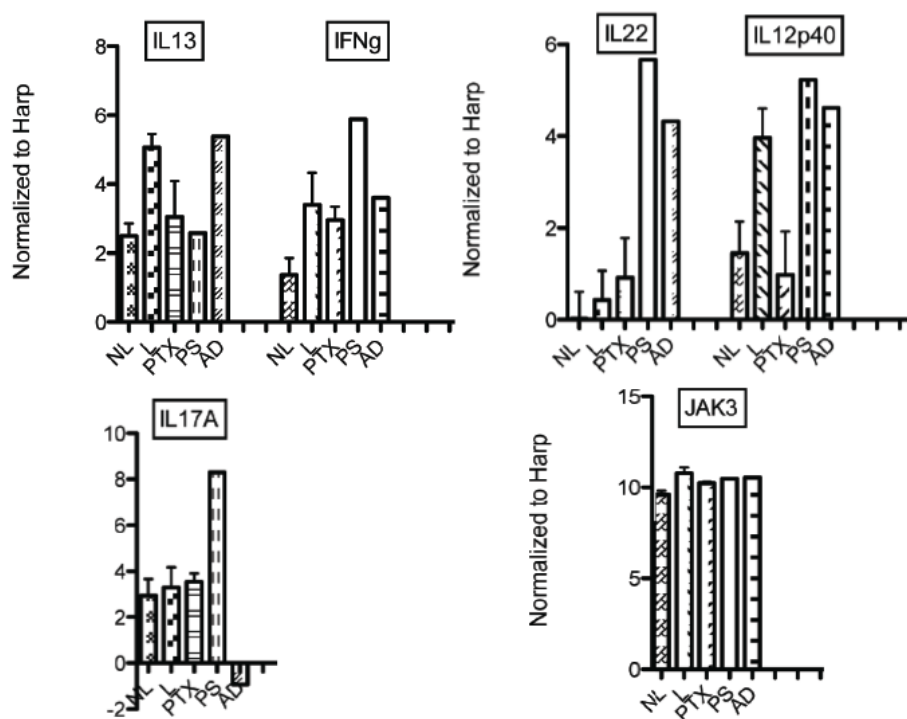 IL13
IFNg
8
6
4
2
0
Normalized to Harp
NL
L
PTX
PS
AD
NL
L
PTX
PS
AD
IL22
IL12p40
6
4
2
0
Normalized to Harp
NL
L
PTX
PS
AD
NL
L
PTX
PS
AD
IL17A
10
8
6
4
2
0
-2
NL
L
PTX
PS
AD
JAK3
15
10
5
0
Normalized to Harp
NL
L
PTX
PS
AD